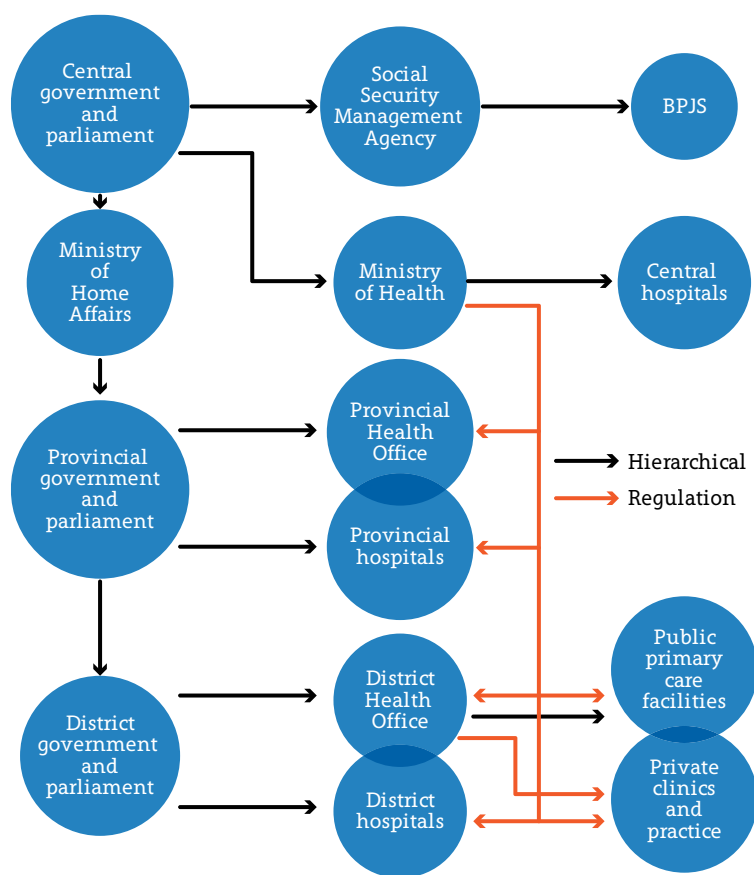 Central
government
and
parliament
Social
Security
Management
Agency
BPJS
Ministry
of
Home
Affairs
Ministry
of Health
Central
hospitals
Provincial
Health
Office
Provincial
government
and
parliament
Hierarchical
Regulation
Provincial
hospitals
Public
primary
care
facilities
District
Health
Office
District
government
and
parliament
Private
clinics
and
practice
District
hospitals